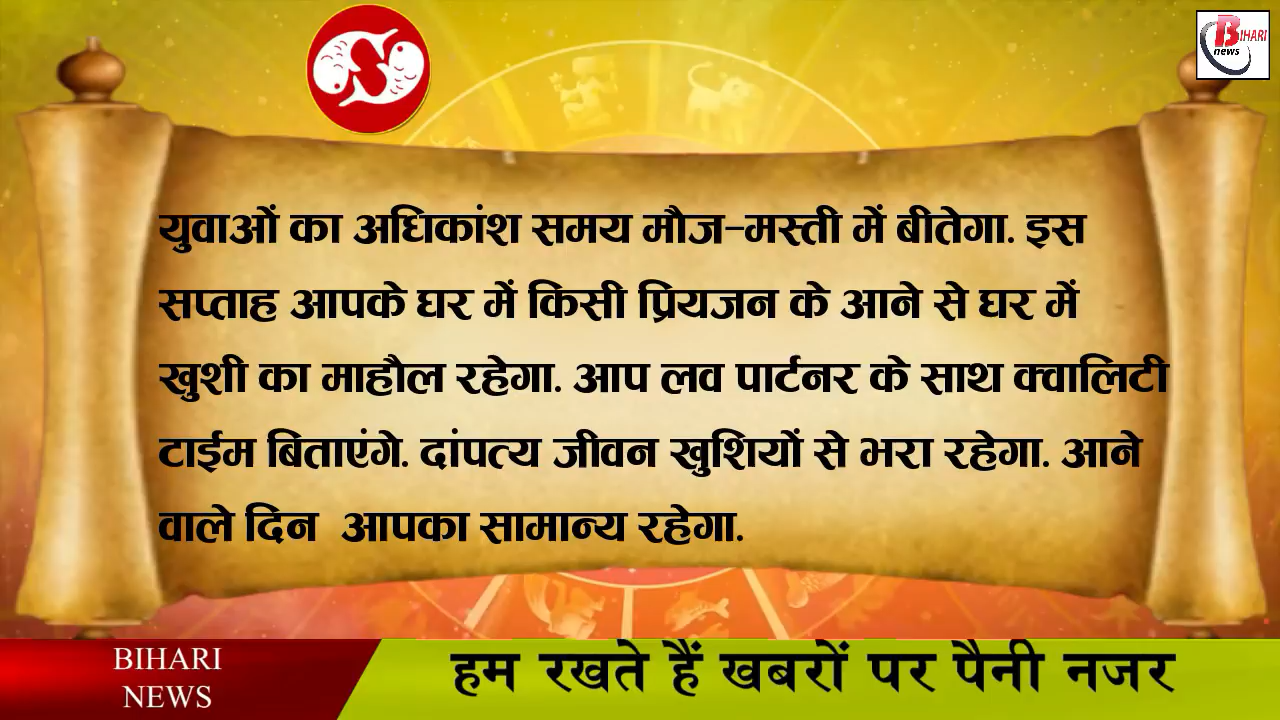 BIHARI
news
युवाओं का अधिकांश समय मौज-मस्ती में बीतेगा. इस
सप्ताह आपके घर में किसी प्रियजन के आने से घर में
खुशी का माहौल रहेगा. आप लव पार्टनर के साथ क्वालिटी
टाईम बिताएंगे. दांपत्य जीवन खुशियों से भरा रहेगा. आने
वाले दिन आपका सामान्य रहेगा.
BIHARI
NEWS
हम रखते हैं खबरों पर पैनी नजर